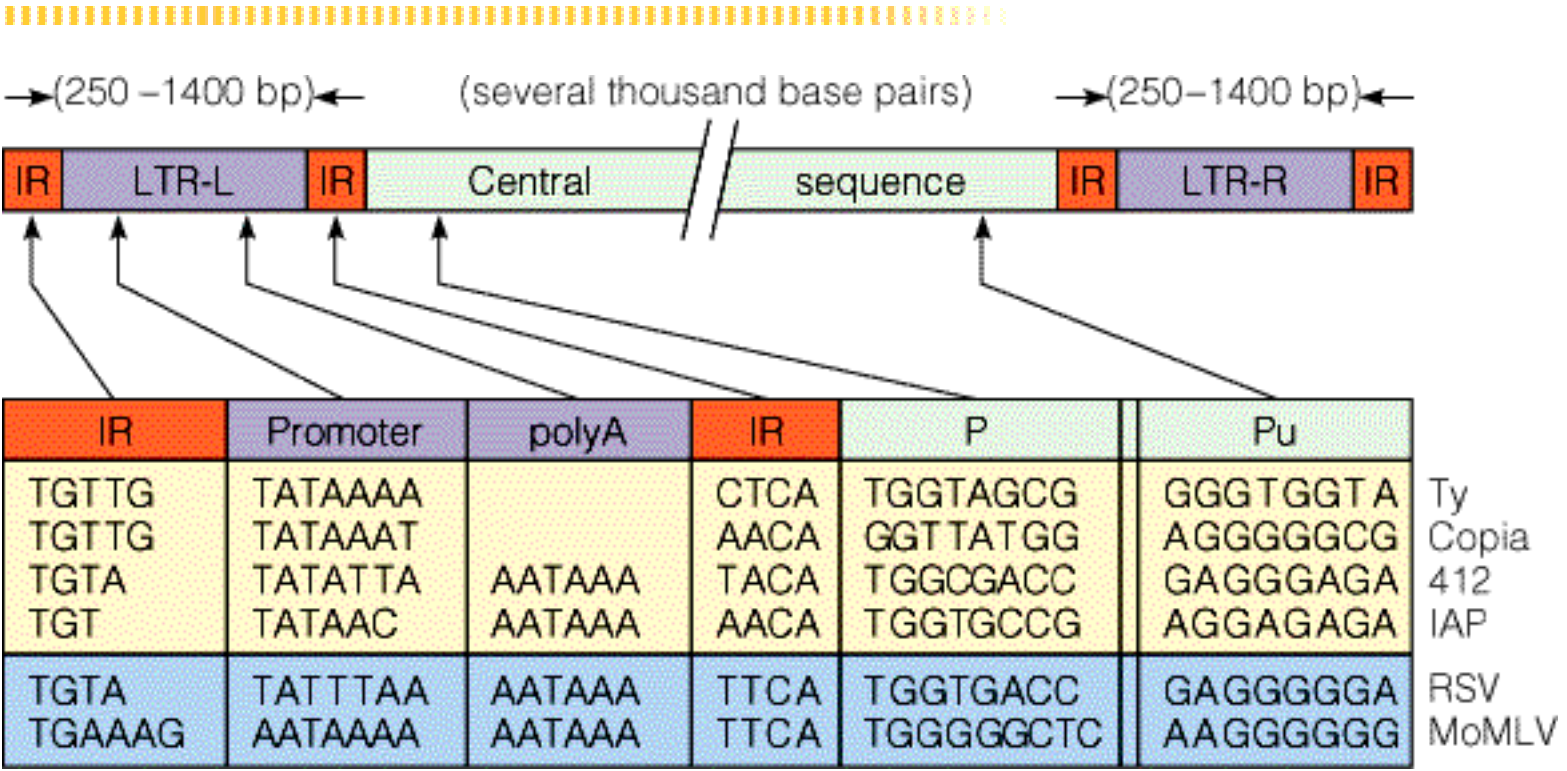 (250 –1400 bp) (several thousand base pairs) (250–1400 bp)
IR LTR-L IR Central sequence IR LTR-R IR
IR Promoter polyA IR P Pu
TGTTG TATAAAA CTCA TGGTAGCG GGGTGGTA Ty
TGTTG TATAAAT AACA GGTTATGG AGGGGGCG Copia
TGTA TATATTA AATAAA TACA TGGCGACC GAGGGAGA 412
TGT TATAAC AATAAA AACA TGGTGCCG AGGAGAGA IAP
TGTA TATTTAA AATAAA TTCA TGGTGACC GAGGGGGA RSV
TGAAAG AATAAAA AATAAA TTCA TGGGGGCTC AAGGGGGG MoMLV